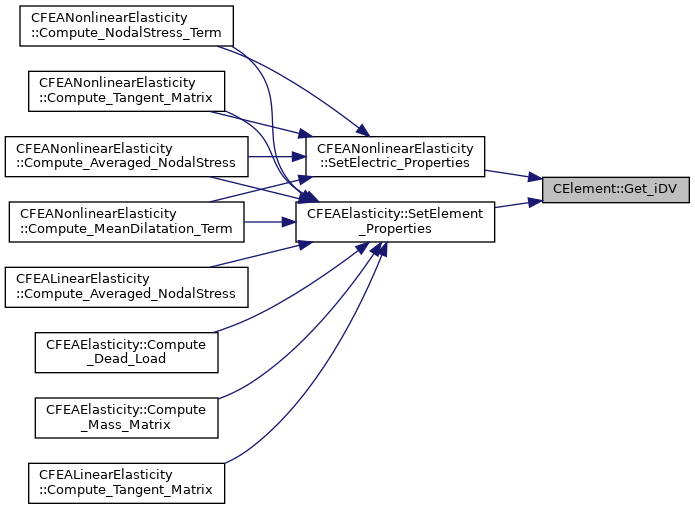 CFEANonlinearElasticity
::Compute_NodalStress_Term
CFEANonlinearElasticity
::Compute_Tangent_Matrix
CFEANonlinearElasticity
::Compute_Averaged_NodalStress
CFEANonlinearElasticity
::Compute_MeanDilatation_Term
CFEALinearElasticity
::Compute_Averaged_NodalStress
CFEAElasticity::Compute
_Dead_Load
CFEAElasticity::Compute
_Mass_Matrix
CFEALinearElasticity
::Compute_Tangent_Matrix
CFEANonlinearElasticity
::SetElectric_Properties
CFEAElasticity::SetElement
_Properties
CElement::Get_iDV